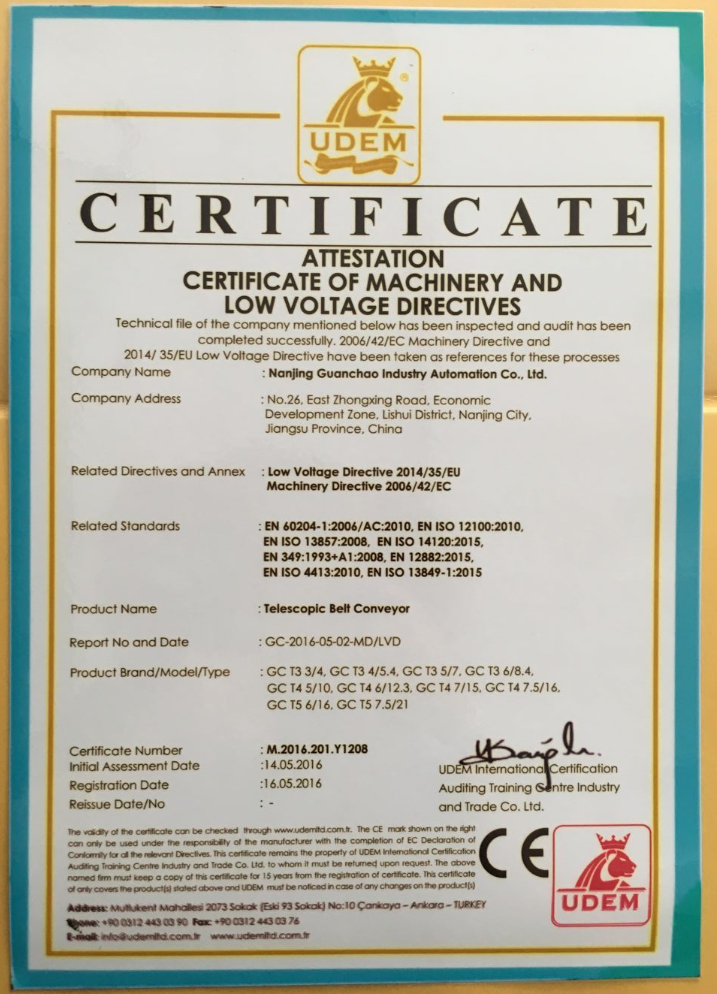 UDEM
®
CERTIFICATE
ATTESTATION
CERTIFICATE OF MACHINERY AND
LOW VOLTAGE DIRECTIVES
Technical file of the company mentioned below has been inspected and audit has been
completed successfully. 2006/42/EC Machinery Directive and
2014/ 35/EU Low Voltage Directive have been taken as references for these processes
Company Name : Nanjing Guanchao Industry Automation Co., Ltd.
Company Address : No.26, East Zhongxing Road, Economic
Development Zone, Lishui District, Nanjing City,
Jiangsu Province, China
Related Directives and Annex : Low Voltage Directive 2014/35/EU
Machinery Directive 2006/42/EC
Related Standards : EN 60204-1:2006/AC:2010, EN ISO 12100:2010,
EN ISO 13857:2008, EN ISO 14120:2015,
EN 349:1993+A1:2008, EN 12882:2015,
EN ISO 4413:2010, EN ISO 13849-1:2015
Product Name : Telescopic Belt Conveyor
Report No and Date : GC-2016-05-02-MD/LVD
Product Brand/Model/Type : GC T3 3/4, GC T3 4/5.4, GC T3 5/7, GC T3 6/8.4,
GC T4 5/10, GC T4 6/12.3, GC T4 7/15, GC T4 7.5/16,
GC T5 6/16, GC T5 7.5/21
Certificate Number : M.2016.201.Y1208
Initial Assessment Date :14.05.2016
Registration Date :16.05.2016
Reissue Date/No : -
UDEM International Certification
Auditing Training Centre Industry
and Trade Co. Ltd.
The validity of the certificate can be checked through www.udemltd.com.tr. The CE mark shown on the right
can only be used under the responsibility of the manufacturer with the completion of EC Declaration of
Conformity for all the relevant Directives. This certificate remains the property of UDEM International Certification
Auditing Training Centre Industry and Trade Co. Ltd. to whom it must be returned upon request. The above
named firm must keep a copy of this certificate for 15 years from the registration of certificate. This certificate
of only covers the product(s) stated above and UDEM must be noticed in case of any changes on the product(s)
CE
UDEM
Address: Mutlukent Mahallesi 2073 Sokak (Eski 93 Sokak) No:10 Çankaya – Ankara – TURKEY
Phone: +90 0312 443 03 90 Fax: +90 0312 443 03 76
E-mail: info@udemltd.com.tr www.udemltd.com.tr